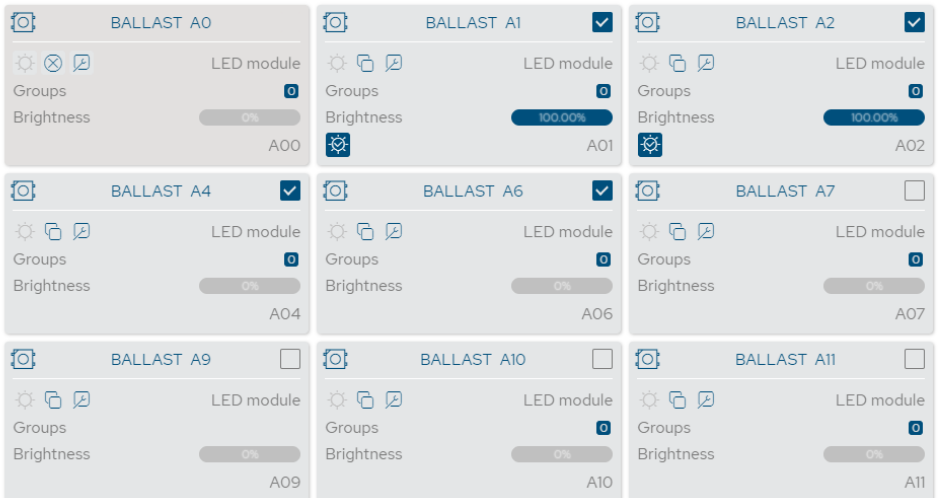 BALLAST A0
LED module
Groups 0
Brightness 0%
A00
BALLAST A1
LED module
Groups 0
Brightness 100.00%
A01
BALLAST A2
LED module
Groups 0
Brightness 100.00%
A02
BALLAST A4
LED module
Groups 0
Brightness 0%
A04
BALLAST A6
LED module
Groups 0
Brightness 0%
A06
BALLAST A7
LED module
Groups 0
Brightness 0%
A07
BALLAST A9
LED module
Groups
Brightness 0%
A09
BALLAST A10
LED module
Groups 0
Brightness 0%
A10
BALLAST A11
LED module
Groups 0
Brightness 0%
A11